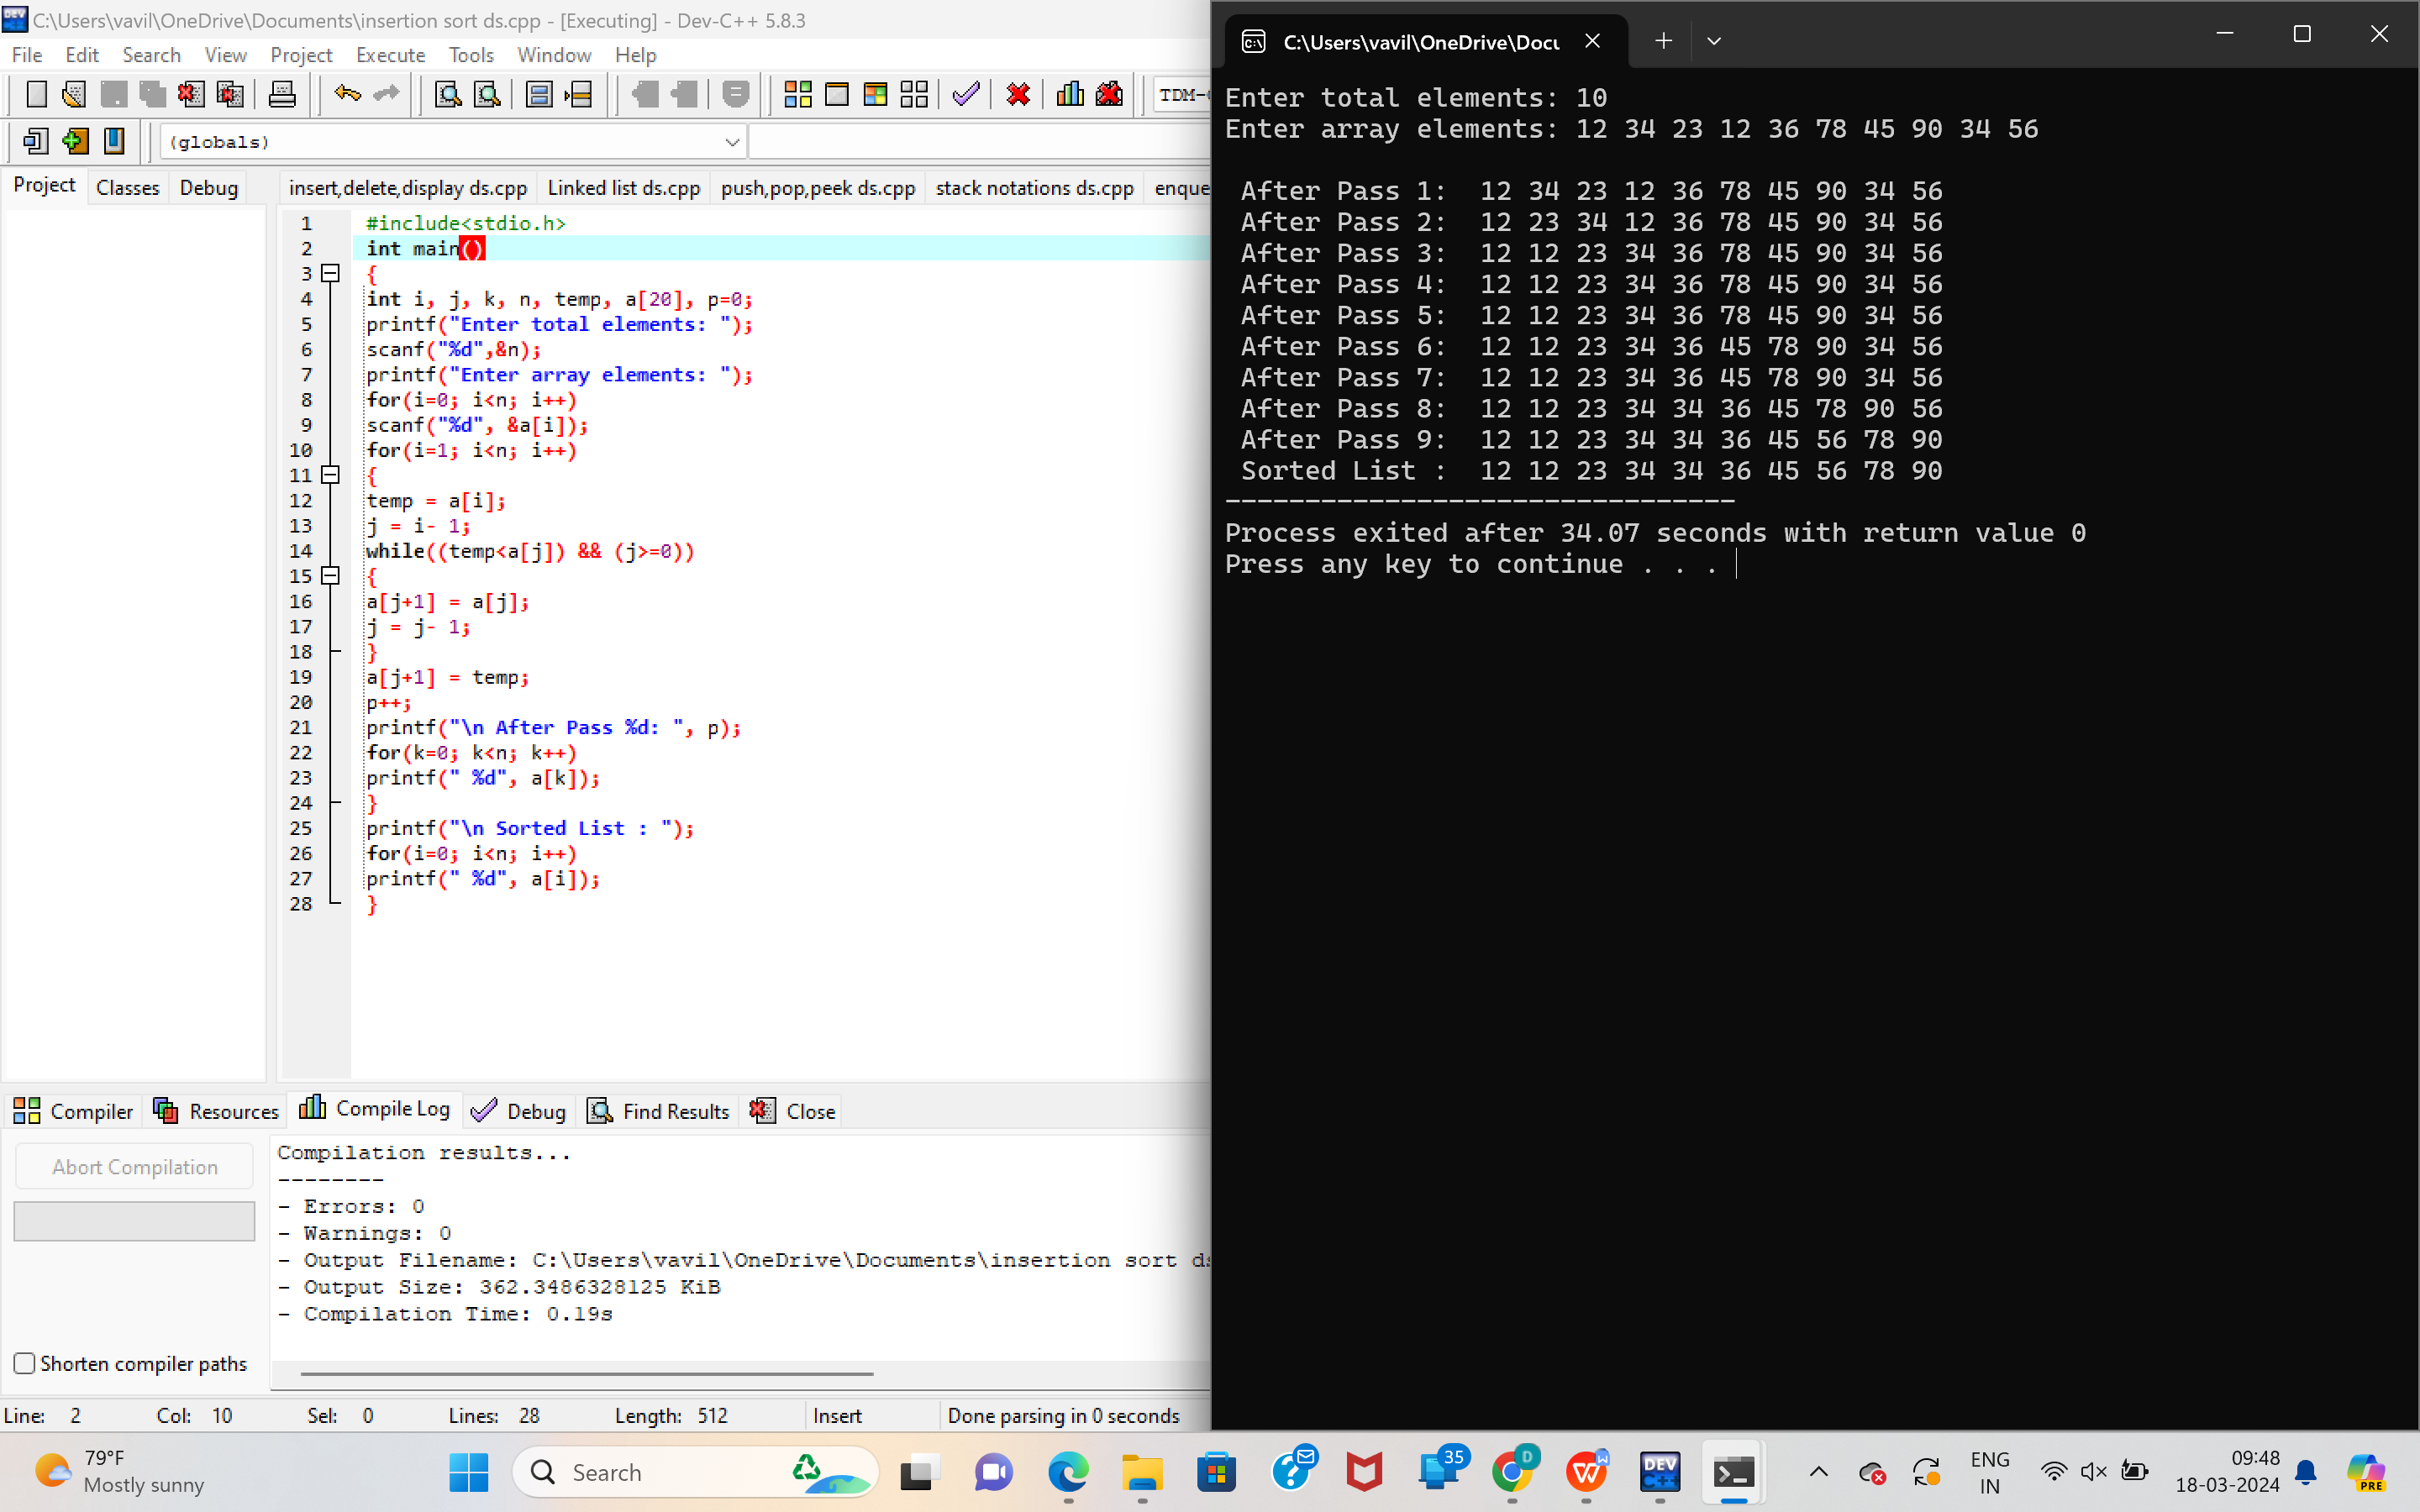 C:\Users\vavil\OneDrive\Documents\insertion sort ds.cpp - [Executing] - Dev-C++ 5.8.3
File Edit Search View Project Execute Tools Window Help
TDM-
(globals)
Project Classes Debug
insert,delete,display ds.cpp Linked list ds.cpp push,pop,peek ds.cpp stack notations ds.cpp enque
1 #include<stdio.h>
2 int main()
3 {
4 int i, j, k, n, temp, a[20], p=0;
5 printf("Enter total elements: ");
6 scanf("%d",&n);
7 printf("Enter array elements: ");
8 for(i=0; i<n; i++)
9 scanf("%d", &a[i]);
10 for(i=1; i<n; i++)
11 {
12 temp = a[i];
13 j = i- 1;
14 while((temp<a[j]) && (j>=0))
15 {
16 a[j+1] = a[j];
17 j = j- 1;
18 }
19 a[j+1] = temp;
20 p++;
21 printf("\n After Pass %d: ", p);
22 for(k=0; k<n; k++)
23 printf(" %d", a[k]);
24 }
25 printf("\n Sorted List : ");
26 for(i=0; i<n; i++)
27 printf(" %d", a[i]);
28 }
Compiler Resources Compile Log Debug Find Results Close
Abort Compilation
Shorten compiler paths
Compilation results...
--------
- Errors: 0
- Warnings: 0
- Output Filename: C:\Users\vavil\OneDrive\Documents\insertion sort ds
- Output Size: 362.3486328125 KiB
- Compilation Time: 0.19s
Line: 2 Col: 10 Sel: 0 Lines: 28 Length: 512 Insert Done parsing in 0 seconds
C:\Users\vavil\OneDrive\Docu
Enter total elements: 10
Enter array elements: 12 34 23 12 36 78 45 90 34 56
After Pass 1:  12 34 23 12 36 78 45 90 34 56
After Pass 2:  12 23 34 12 36 78 45 90 34 56
After Pass 3:  12 12 23 34 36 78 45 90 34 56
After Pass 4:  12 12 23 34 36 78 45 90 34 56
After Pass 5:  12 12 23 34 36 78 45 90 34 56
After Pass 6:  12 12 23 34 36 45 78 90 34 56
After Pass 7:  12 12 23 34 36 45 78 90 34 56
After Pass 8:  12 12 23 34 34 36 45 78 90 56
After Pass 9:  12 12 23 34 34 36 45 56 78 90
Sorted List :  12 12 23 34 34 36 45 56 78 90
--------------------------------
Process exited after 34.07 seconds with return value 0
Press any key to continue . . .
79°F
Mostly sunny
Search
35
D
DEV
C++
ENG
IN
09:48
18-03-2024
PRE